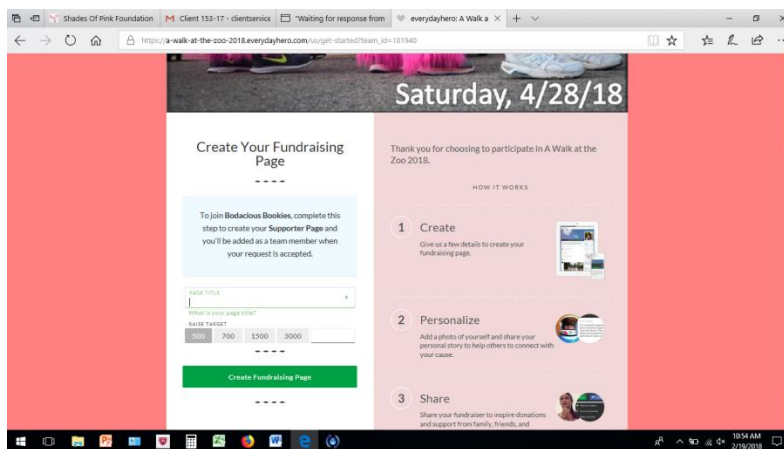 Shades Of Pink Foundation
Client 153-17 - clientservice
"Waiting for response from
everydayhero: A Walk a
https://a-walk-at-the-zoo-2018.everydayhero.com/us/get-started?team_id=181940
Saturday, 4/28/18
Create Your Fundraising
Page
To join Bodacious Bookies, complete this
step to create your Supporter Page and
you'll be added as a team member when
your request is accepted.
PAGE TITLE
What is your page title?
RAISE TARGET
500 700 1500 3000
Create Fundraising Page
Thank you for choosing to participate in A Walk at the
Zoo 2018.
HOW IT WORKS
1 Create
Give us a few details to create your
fundraising page.
2 Personalize
Add a photo of yourself and share your
personal story to help others to connect with
your cause.
3 Share
Share your fundraiser to inspire donations
and support from family, friends, and
10:54 AM
2/19/2018